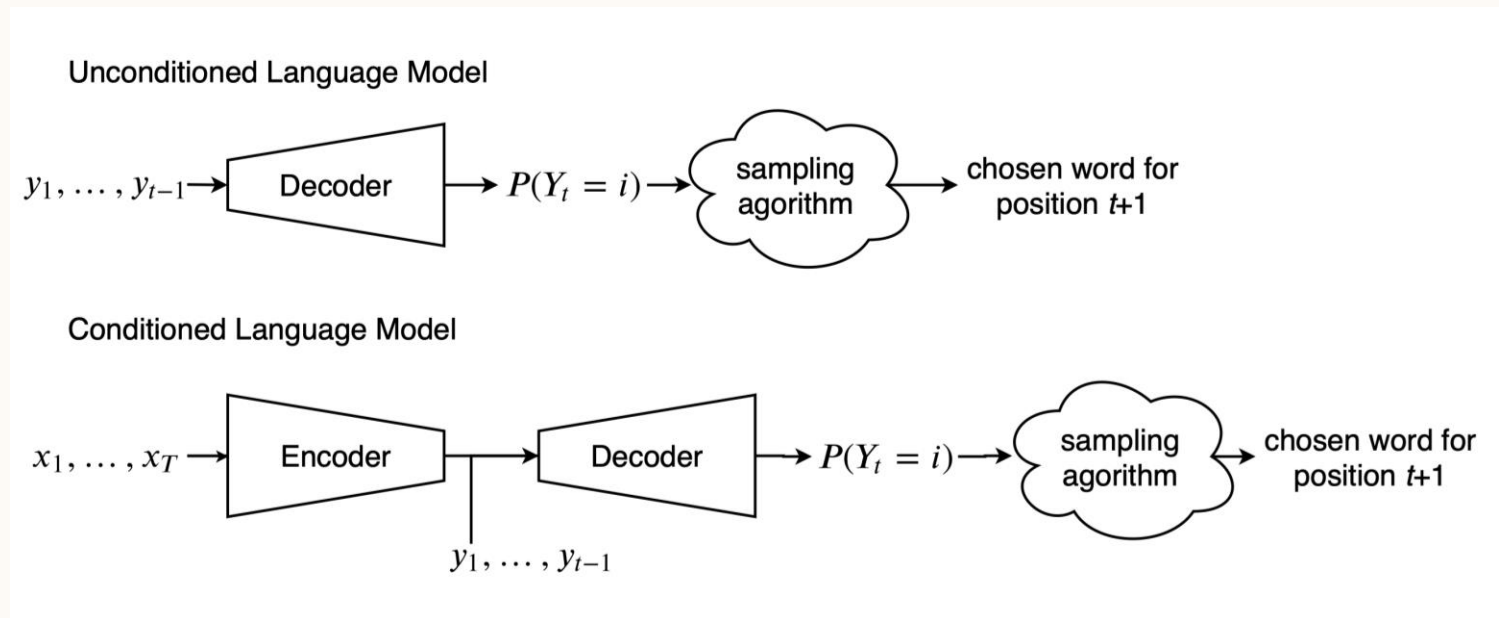 Unconditioned Language Model
y₁, … , yₜ₋₁
Decoder
P(Yₜ = i)
sampling
agorithm
chosen word for
position t+1
Conditioned Language Model
x₁, … , x_T
Encoder
Decoder
P(Yₜ = i)
sampling
agorithm
chosen word for
position t+1
y₁, … , yₜ₋₁